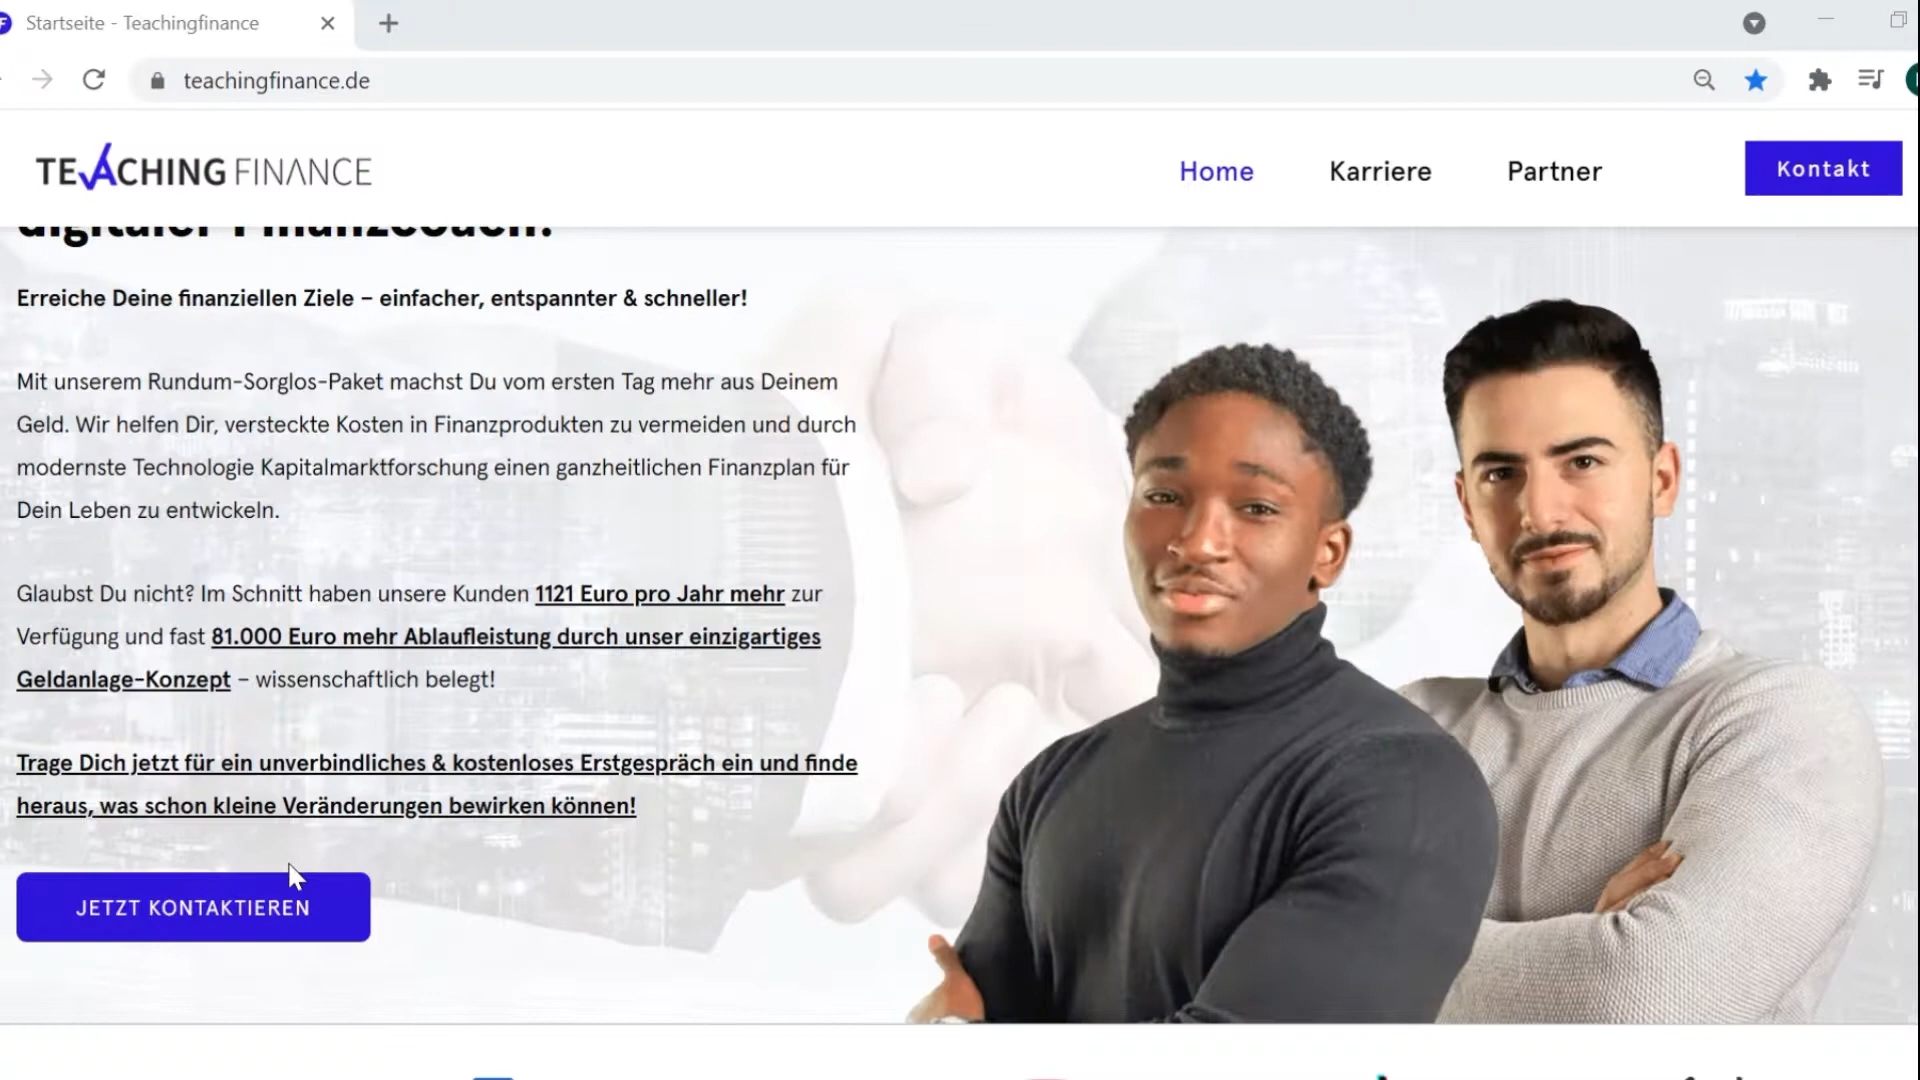 Startseite - Teachingfinance
teachingfinance.de
TEACHING FINANCE
Home
Karriere
Partner
Kontakt
digitaler Finanzcoach!
Erreiche Deine finanziellen Ziele – einfacher, entspannter & schneller!
Mit unserem Rundum-Sorglos-Paket machst Du vom ersten Tag mehr aus Deinem
Geld. Wir helfen Dir, versteckte Kosten in Finanzprodukten zu vermeiden und durch
modernste Technologie Kapitalmarktforschung einen ganzheitlichen Finanzplan für
Dein Leben zu entwickeln.
Glaubst Du nicht? Im Schnitt haben unsere Kunden 1121 Euro pro Jahr mehr zur
Verfügung und fast 81.000 Euro mehr Ablaufleistung durch unser einzigartiges
Geldanlage-Konzept – wissenschaftlich belegt!
Trage Dich jetzt für ein unverbindliches & kostenloses Erstgespräch ein und finde
heraus, was schon kleine Veränderungen bewirken können!
JETZT KONTAKTIEREN